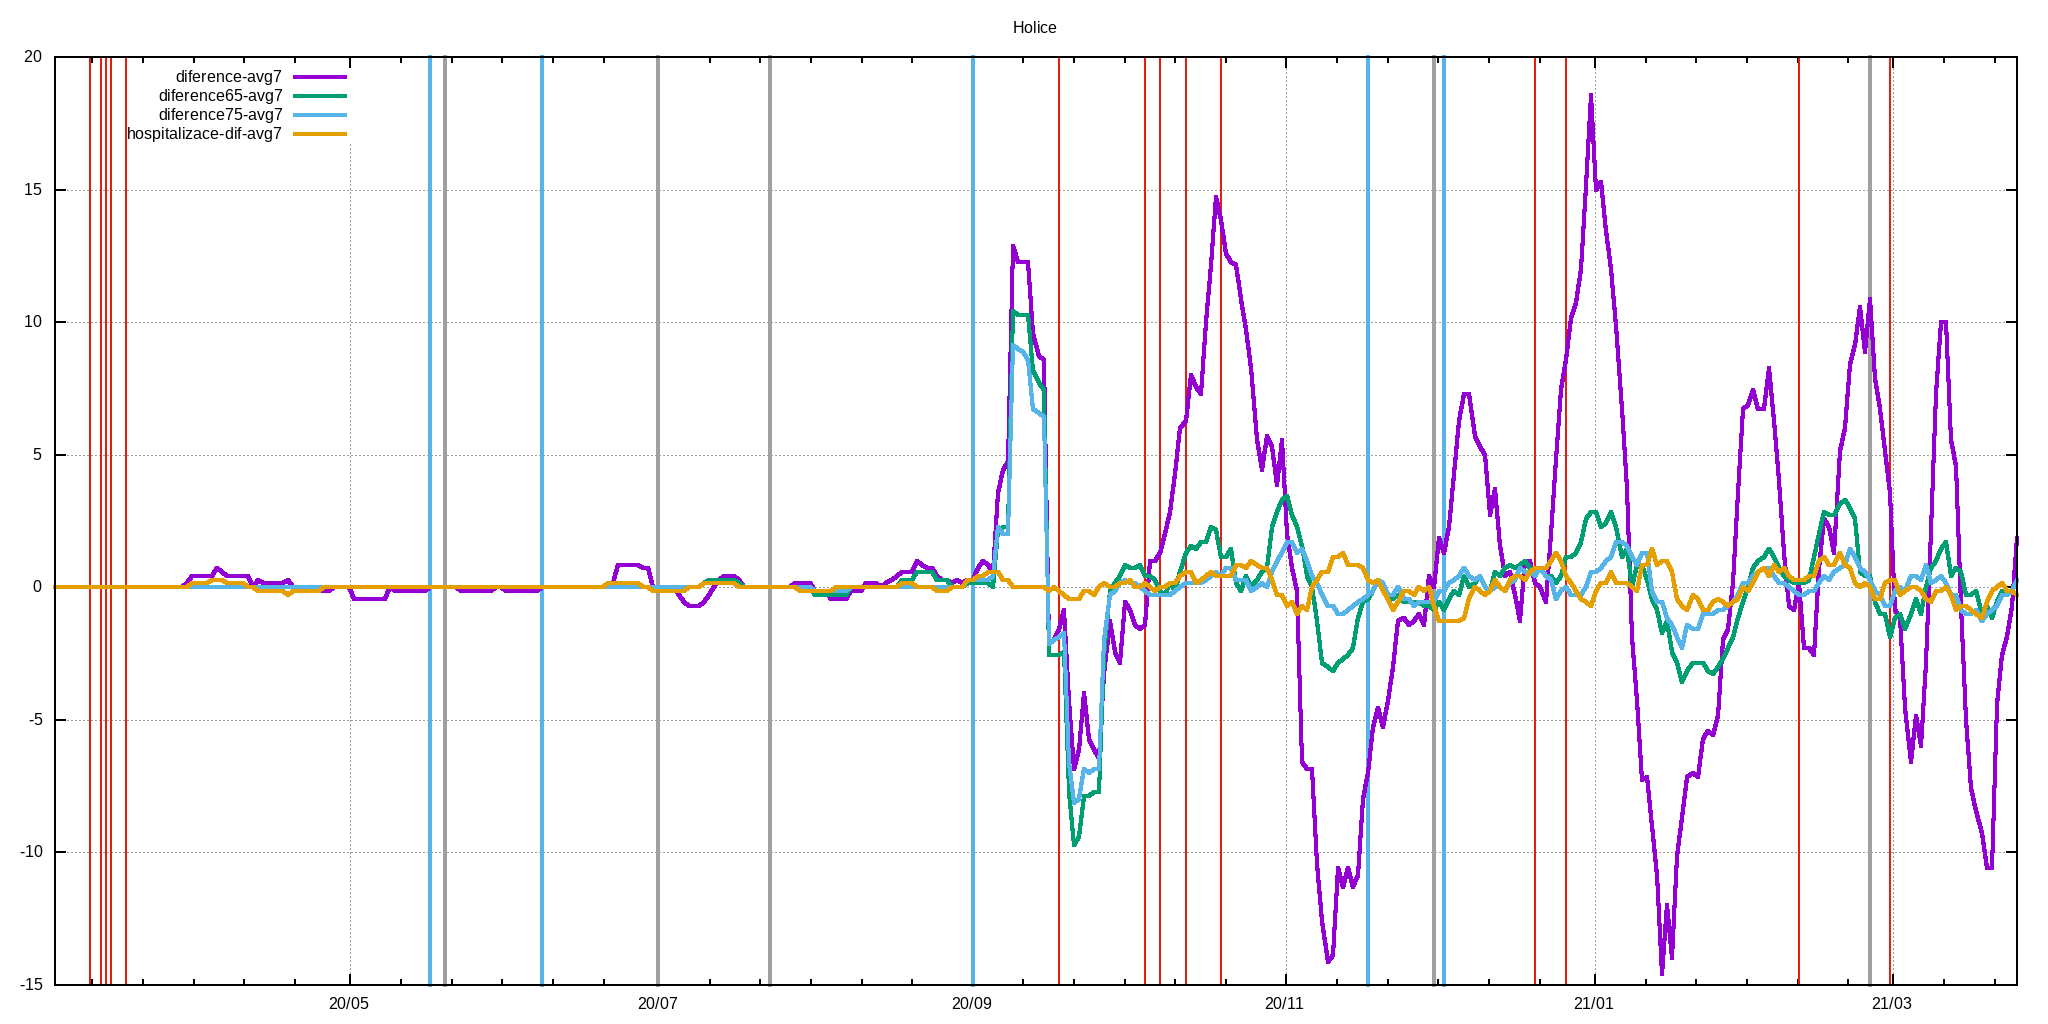 Holice
20
diference-avg7
diference65-avg7
diference75-avg7
hospitalizace-dif-avg7
15
10
5
0
-5
-10
-15
20/05 20/07 20/09 20/11 21/01 21/03